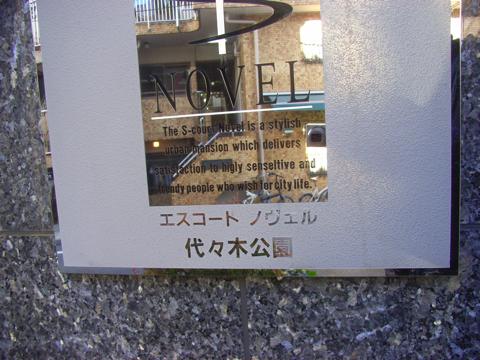 NOVEL
The S-court Novel is a stylish
urban mansion which delivers
satisfaction to higly senseltive and
trendy people who wish for city life.
エスコート ノヴェル
代々木公園